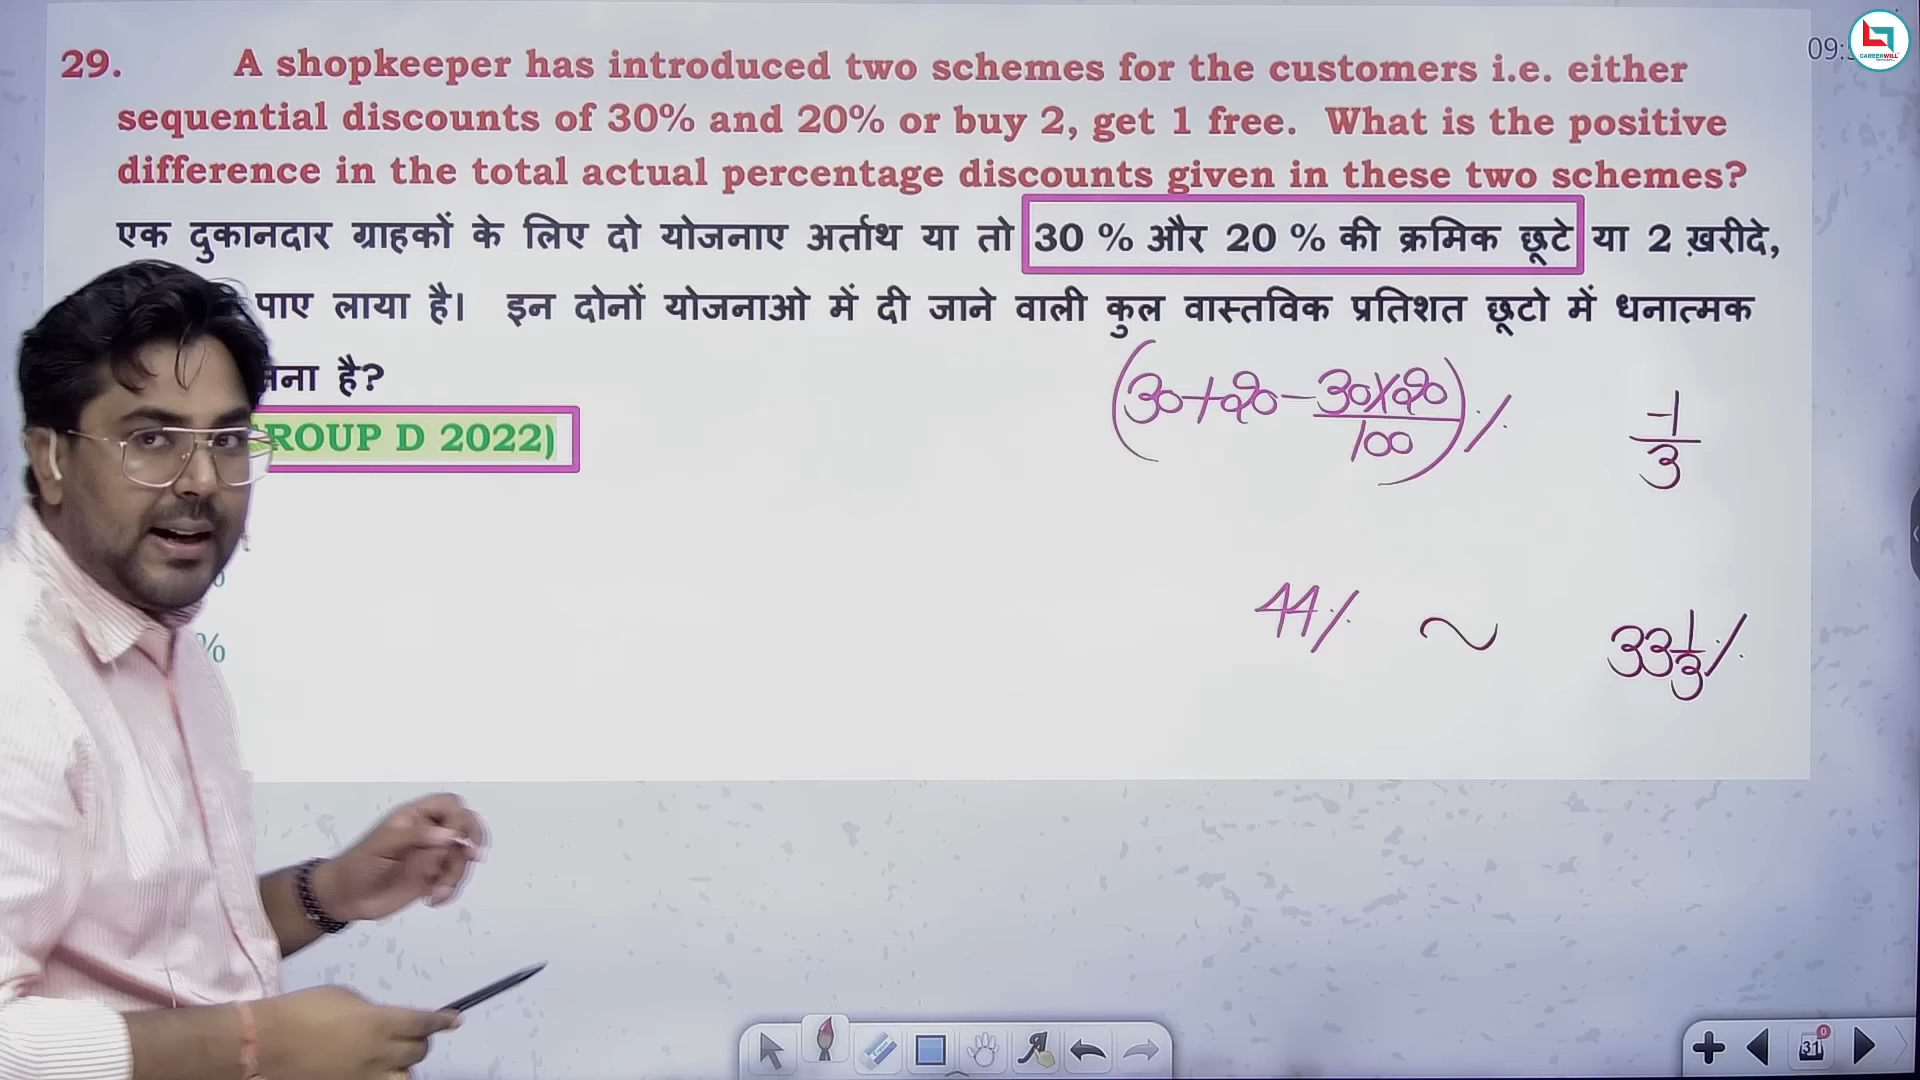 29. A shopkeeper has introduced two schemes for the customers i.e. either
sequential discounts of 30% and 20% or buy 2, get 1 free. What is the positive
difference in the total actual percentage discounts given in these two schemes?
एक दुकानदार ग्राहकों के लिए दो योजनाए अर्ताथ या तो 30 % और 20 % की क्रमिक छूटे या 2 ख़रीदे,
पाए लाया है। इन दोनों योजनाओ में दी जाने वाली कुल वास्तविक प्रतिशत छूटो में धनात्मक
है?
ROUP D 2022)
(30+20-30×20/100)%
-1/3
%
44% ~ 33 1/3%
09:
CAREERWILL
31
0